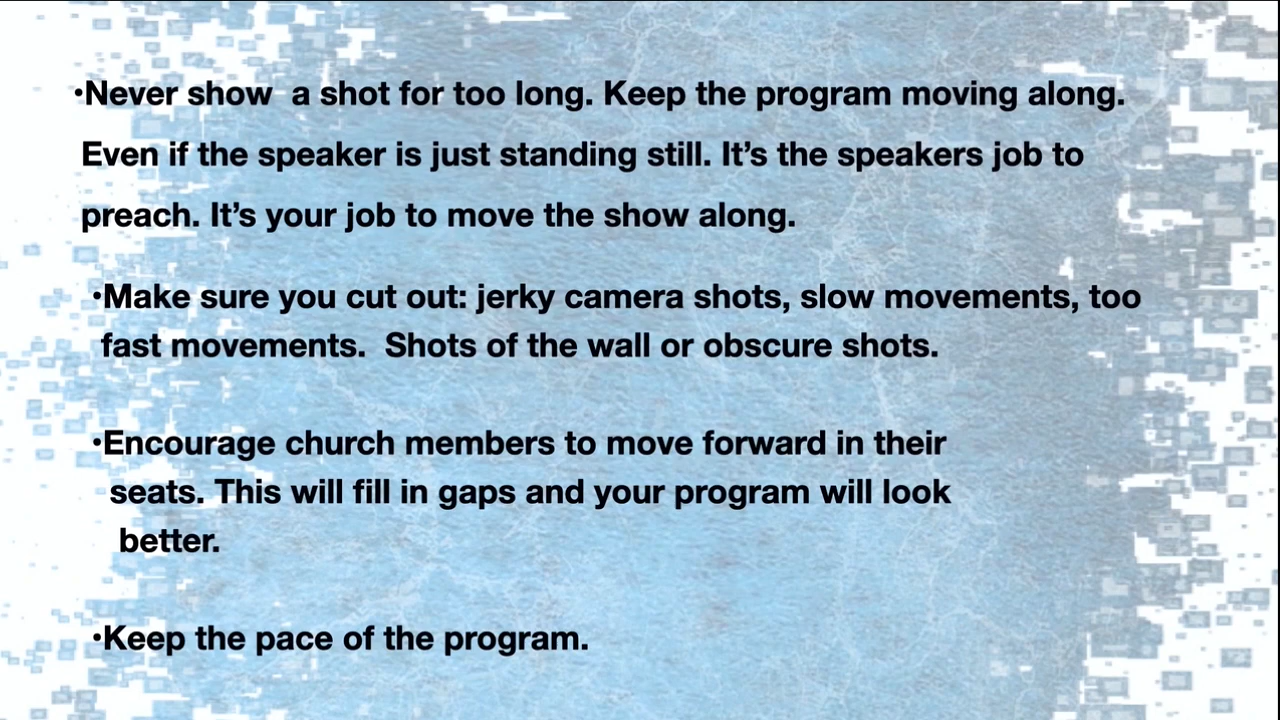 •Never show  a shot for too long. Keep the program moving along.
Even if the speaker is just standing still. It’s the speakers job to
preach. It’s your job to move the show along.
•Make sure you cut out: jerky camera shots, slow movements, too
fast movements.  Shots of the wall or obscure shots.
•Encourage church members to move forward in their
seats. This will fill in gaps and your program will look
better.
•Keep the pace of the program.